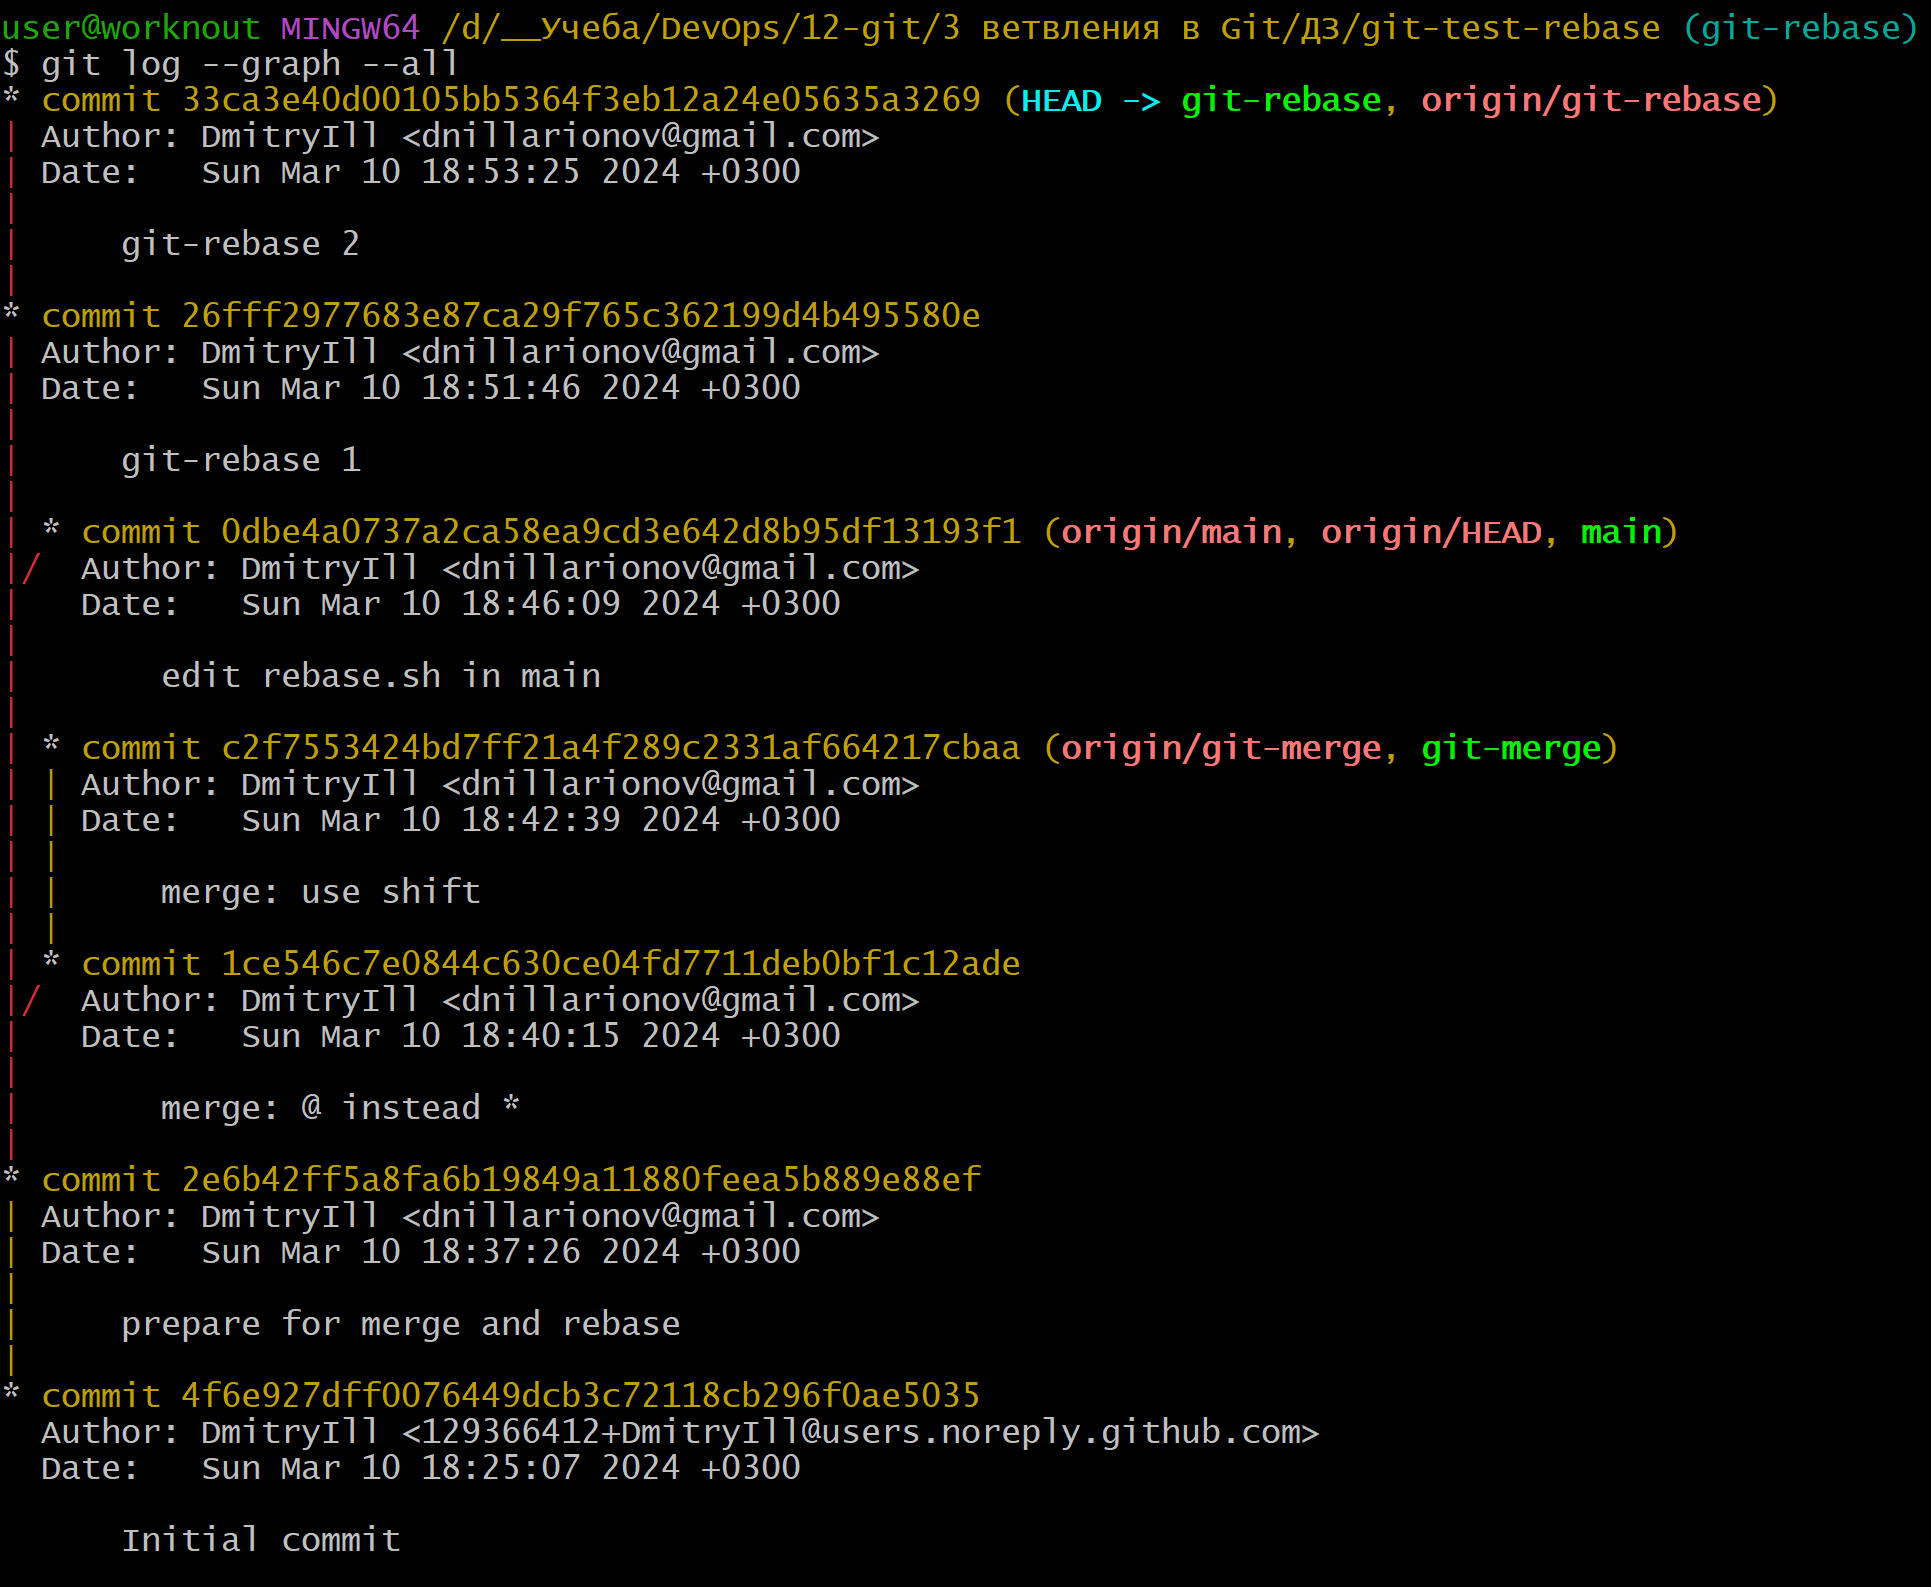 user@worknout MINGW64 /d/__Учеба/DevOps/12-git/3 ветвления в Git/ДЗ/git-test-rebase (git-rebase)
$ git log --graph --all
* commit 33ca3e40d00105bb5364f3eb12a24e05635a3269 (HEAD -> git-rebase, origin/git-rebase)
| Author: DmitryIll <dnillarionov@gmail.com>
| Date:   Sun Mar 10 18:53:25 2024 +0300
|
|     git-rebase 2
|
* commit 26fff2977683e87ca29f765c362199d4b495580e
| Author: DmitryIll <dnillarionov@gmail.com>
| Date:   Sun Mar 10 18:51:46 2024 +0300
|
|     git-rebase 1
|
| * commit 0dbe4a0737a2ca58ea9cd3e642d8b95df13193f1 (origin/main, origin/HEAD, main)
|/  Author: DmitryIll <dnillarionov@gmail.com>
|   Date:   Sun Mar 10 18:46:09 2024 +0300
|
|       edit rebase.sh in main
|
| * commit c2f7553424bd7ff21a4f289c2331af664217cbaa (origin/git-merge, git-merge)
| | Author: DmitryIll <dnillarionov@gmail.com>
| | Date:   Sun Mar 10 18:42:39 2024 +0300
| |
| |     merge: use shift
| |
| * commit 1ce546c7e0844c630ce04fd7711deb0bf1c12ade
|/  Author: DmitryIll <dnillarionov@gmail.com>
|   Date:   Sun Mar 10 18:40:15 2024 +0300
|
|       merge: @ instead *
|
* commit 2e6b42ff5a8fa6b19849a11880feea5b889e88ef
| Author: DmitryIll <dnillarionov@gmail.com>
| Date:   Sun Mar 10 18:37:26 2024 +0300
|
|     prepare for merge and rebase
|
* commit 4f6e927dff0076449dcb3c72118cb296f0ae5035
  Author: DmitryIll <129366412+DmitryIll@users.noreply.github.com>
  Date:   Sun Mar 10 18:25:07 2024 +0300

      Initial commit